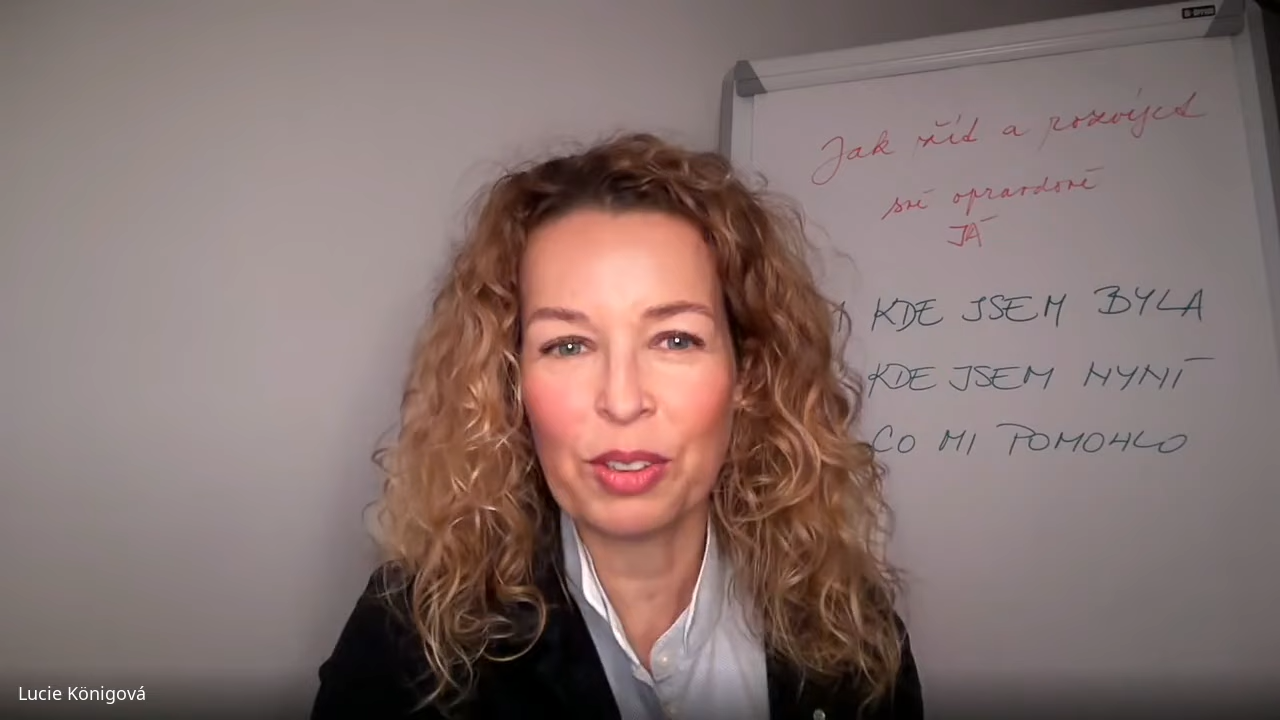 Jak žít a rozvíjet
své opravdové
JÁ
KDE JSEM BYLA
KDE JSEM NYNÍ
CO MI POMOHLO
Lucie Königová